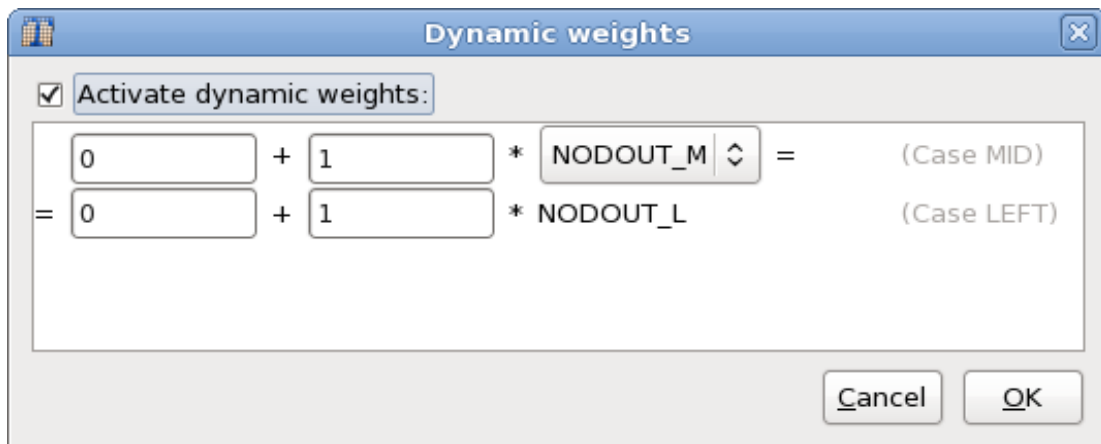 Dynamic weights
Activate dynamic weights:
0 + 1 * NODOUT_M = (Case MID)
= 0 + 1 * NODOUT_L (Case LEFT)
Cancel OK